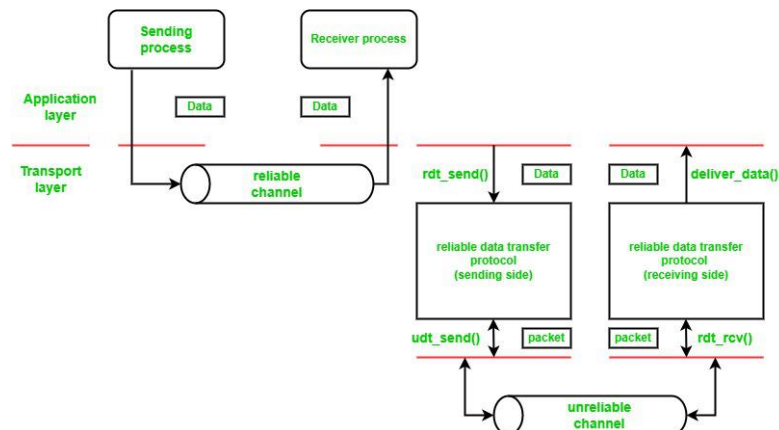 Sending
process
Receiver process
Application
layer
Data
Data
Transport
layer
reliable
channel
rdt_send()
Data
Data
deliver_data()
reliable data transfer
protocol
(sending side)
reliable data transfer
protocol
(receiving side)
udt_send()
packet
packet
rdt_rcv()
unreliable
channel